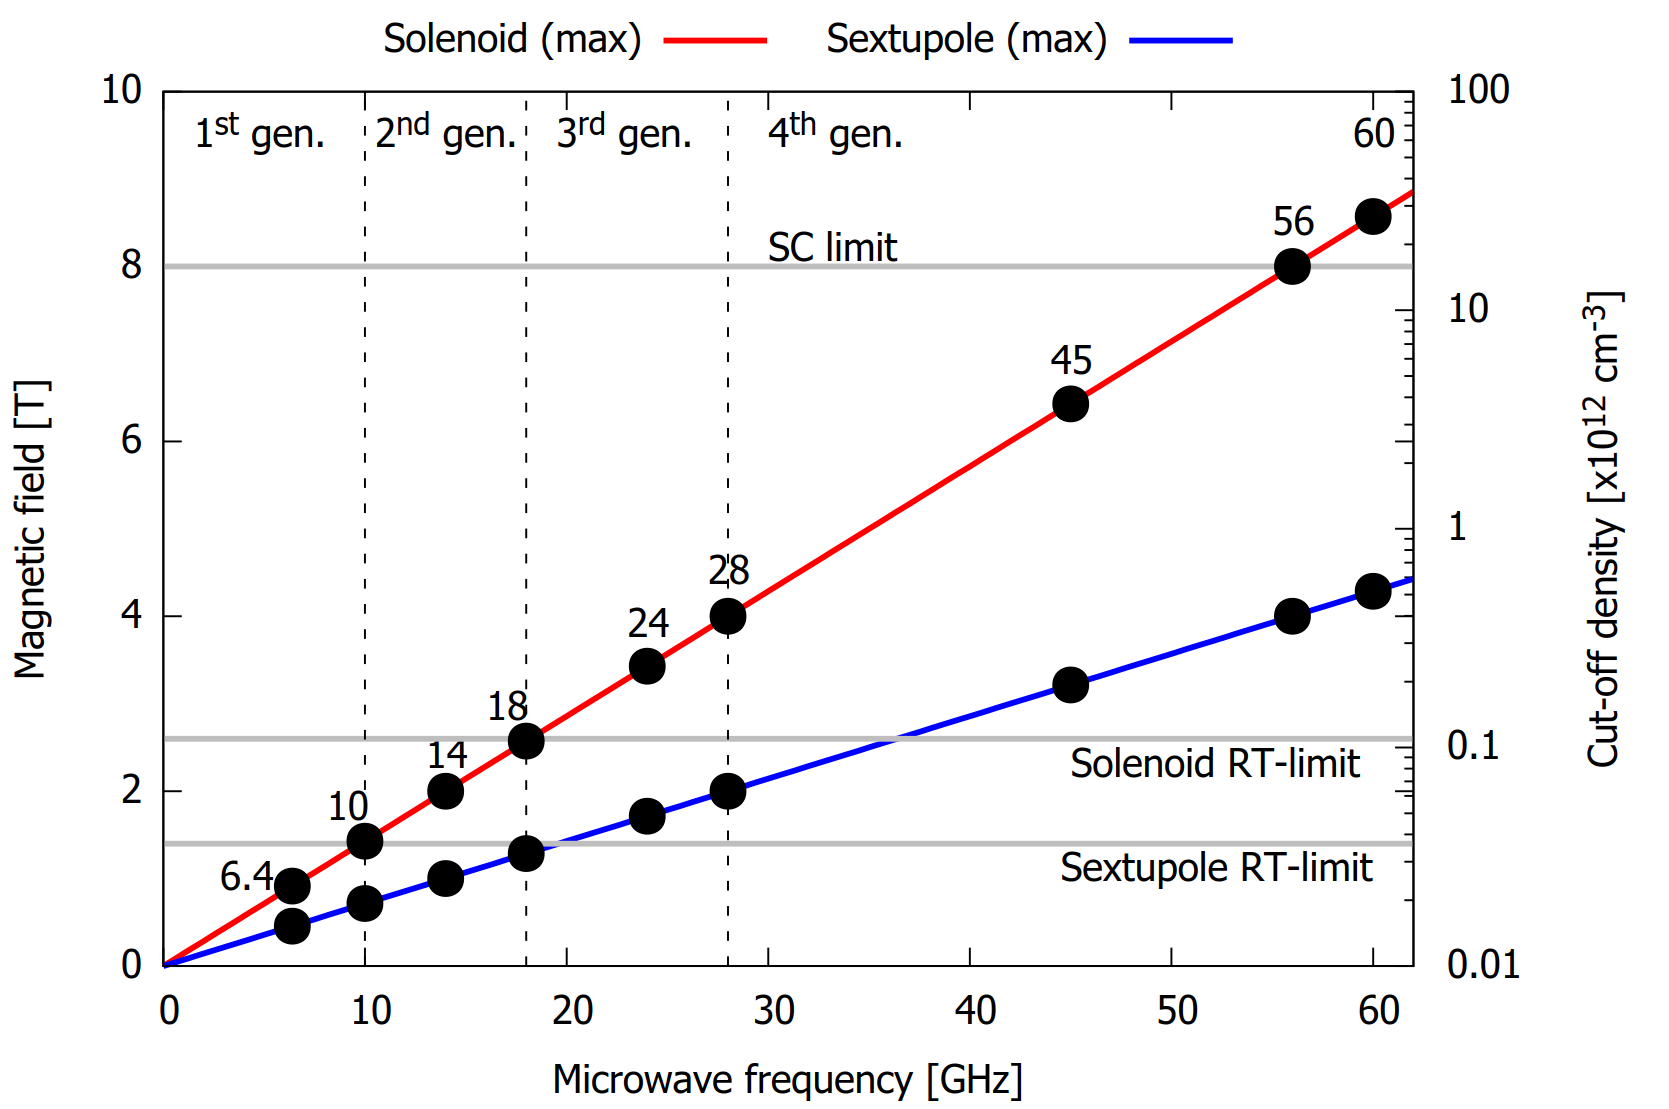 Solenoid (max) Sextupole (max)
10 100
1st gen. 2nd gen. 3rd gen. 4th gen. 60
56
SC limit
8
10
45
6
Magnetic field [T]
Cut-off density [x10^12 cm^-3]
1
28
24
4
18
14
0.1
Solenoid RT-limit
2
10
6.4
Sextupole RT-limit
0 0.01
0 10 20 30 40 50 60
Microwave frequency [GHz]